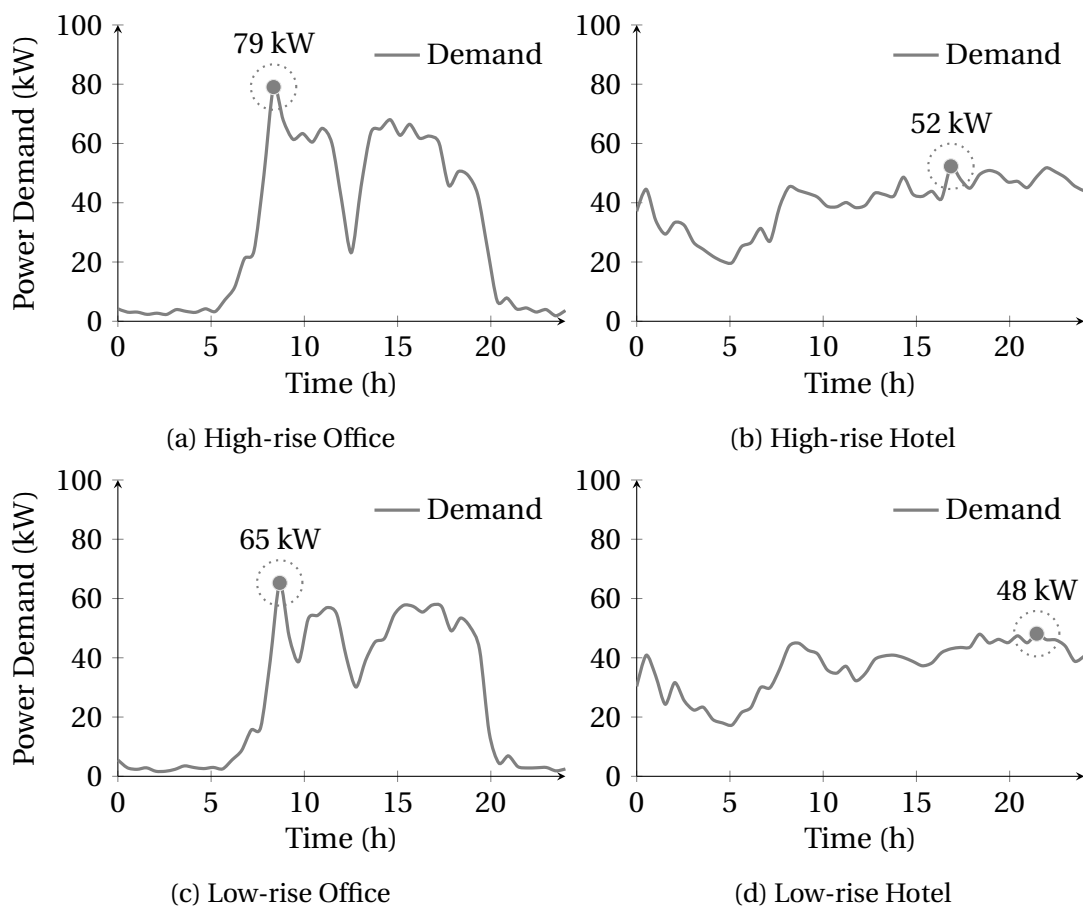 Power Demand (kW)
100
80
60
40
20
0
79 kW
Demand
0 5 10 15 20
Time (h)
(a) High-rise Office
100
80
60
40
20
0
52 kW
Demand
0 5 10 15 20
Time (h)
(b) High-rise Hotel
Power Demand (kW)
100
80
60
40
20
0
65 kW
Demand
0 5 10 15 20
Time (h)
(c) Low-rise Office
100
80
60
40
20
0
48 kW
Demand
0 5 10 15 20
Time (h)
(d) Low-rise Hotel